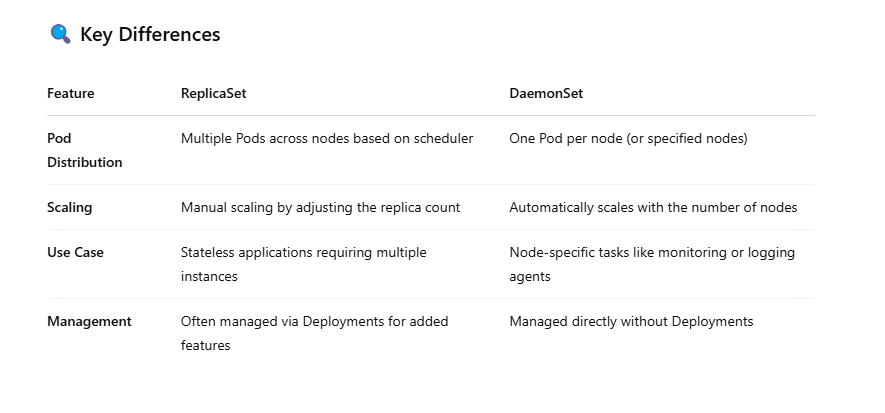 🔍 Key Differences
Feature ReplicaSet DaemonSet
Pod Multiple Pods across nodes based on scheduler One Pod per node (or specified nodes)
Distribution
Scaling Manual scaling by adjusting the replica count Automatically scales with the number of nodes
Use Case Stateless applications requiring multiple Node-specific tasks like monitoring or logging
instances agents
Management Often managed via Deployments for added Managed directly without Deployments
features